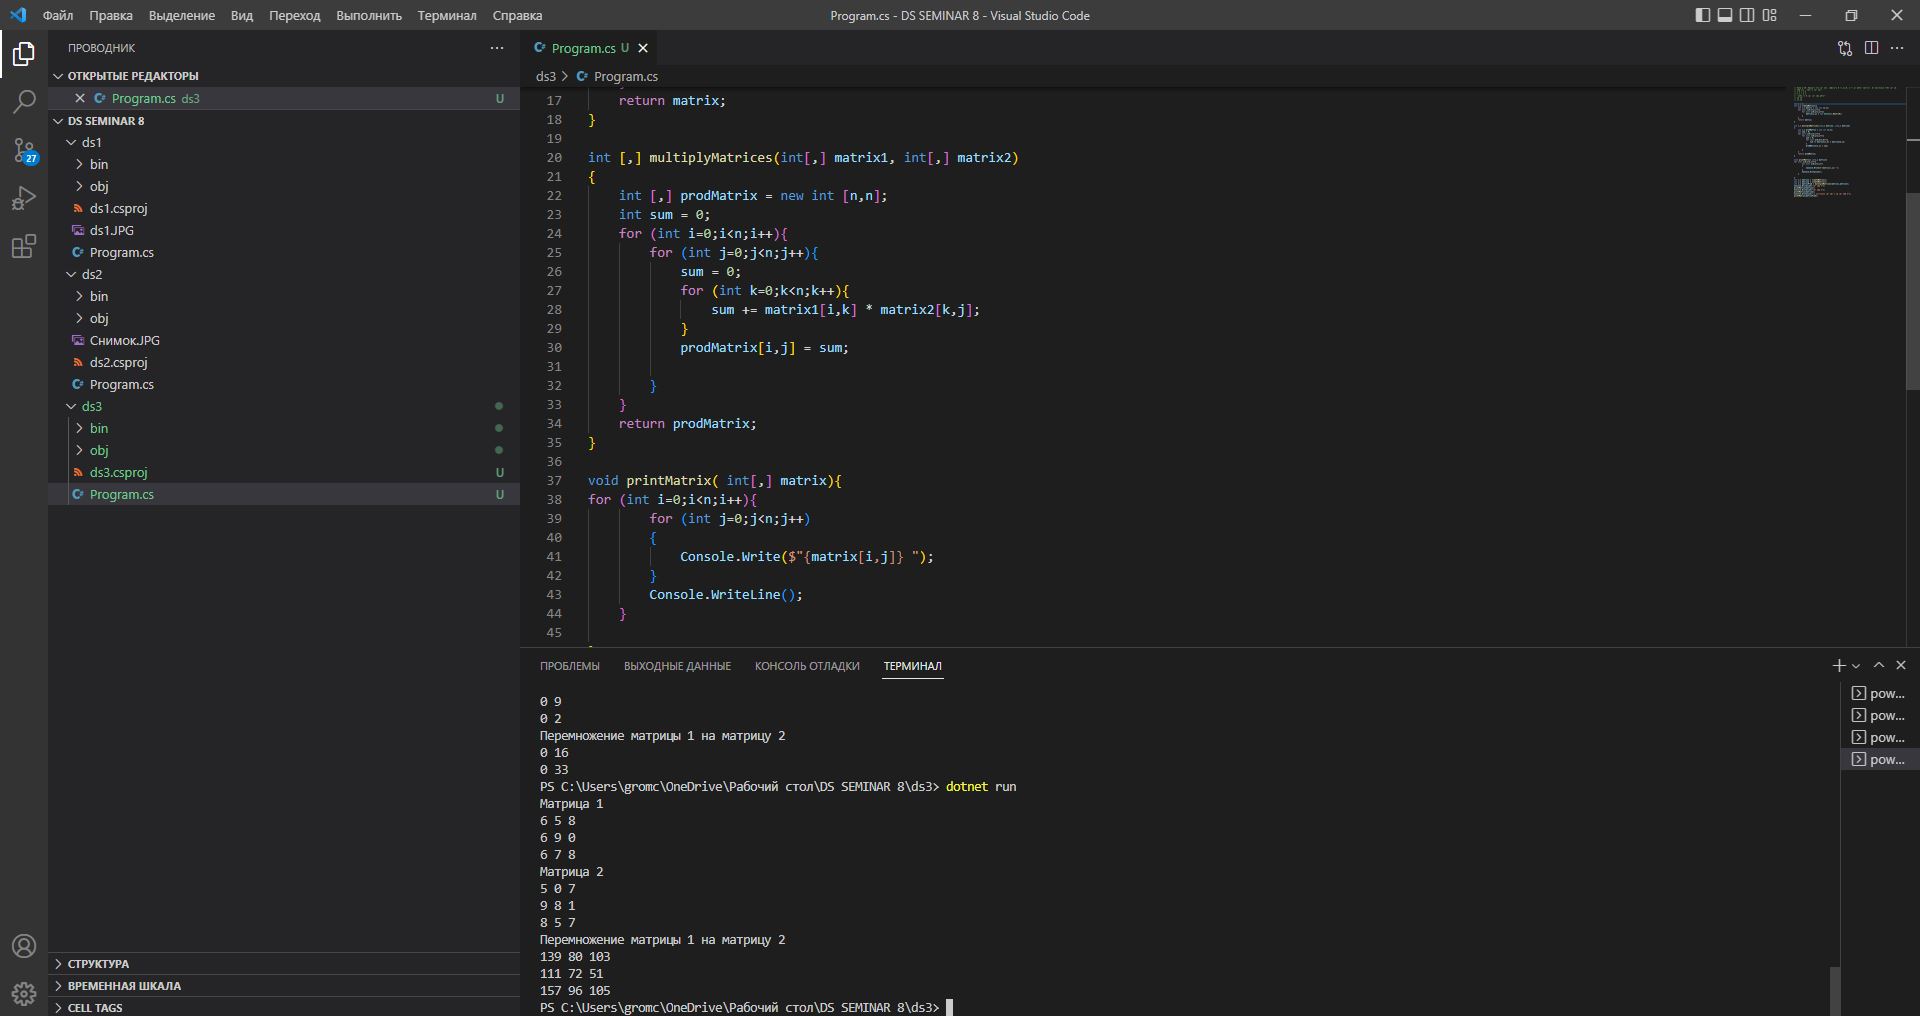 Файл Правка Выделение Вид Переход Выполнить Терминал Справка
Program.cs - DS SEMINAR 8 - Visual Studio Code
27
ПРОВОДНИК
ОТКРЫТЫЕ РЕДАКТОРЫ
Program.cs ds3 U
DS SEMINAR 8
ds1
bin
obj
ds1.csproj
ds1.JPG
Program.cs
ds2
bin
obj
Снимок.JPG
ds2.csproj
Program.cs
ds3
bin
obj
ds3.csproj U
Program.cs U
СТРУКТУРА
ВРЕМЕННАЯ ШКАЛА
CELL TAGS
Program.cs U
ds3 > Program.cs
17 return matrix;
18 }
19
20 int [,] multiplyMatrices(int[,] matrix1, int[,] matrix2)
21 {
22 int [,] prodMatrix = new int [n,n];
23 int sum = 0;
24 for (int i=0;i<n;i++){
25 for (int j=0;j<n;j++){
26 sum = 0;
27 for (int k=0;k<n;k++){
28 sum += matrix1[i,k] * matrix2[k,j];
29 }
30 prodMatrix[i,j] = sum;
31
32 }
33 }
34 return prodMatrix;
35 }
36
37 void printMatrix( int[,] matrix){
38 for (int i=0;i<n;i++){
39 for (int j=0;j<n;j++)
40 {
41 Console.Write($"{matrix[i,j]} ");
42 }
43 Console.WriteLine();
44 }
45
ПРОБЛЕМЫ ВЫХОДНЫЕ ДАННЫЕ КОНСОЛЬ ОТЛАДКИ ТЕРМИНАЛ
0 9
0 2
Перемножение матрицы 1 на матрицу 2
0 16
0 33
PS C:\Users\gromc\OneDrive\Рабочий стол\DS SEMINAR 8\ds3> dotnet run
Матрица 1
6 5 8
6 9 0
6 7 8
Матрица 2
5 0 7
9 8 1
8 5 7
Перемножение матрицы 1 на матрицу 2
139 80 103
111 72 51
157 96 105
PS C:\Users\gromc\OneDrive\Рабочий стол\DS SEMINAR 8\ds3>
pow...
pow...
pow...
pow...